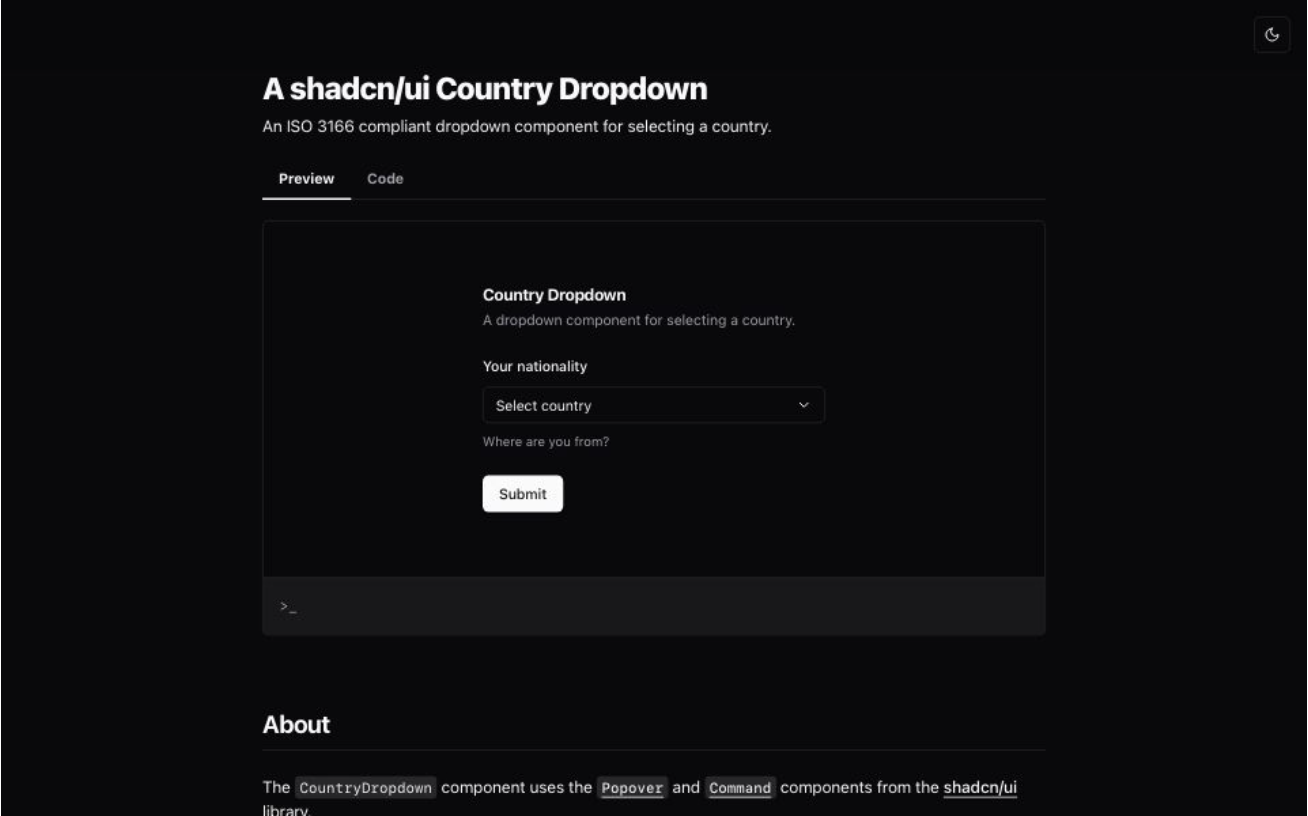 A shadcn/ui Country Dropdown
An ISO 3166 compliant dropdown component for selecting a country.
Preview Code
Country Dropdown
A dropdown component for selecting a country.
Your nationality
Select country
Where are you from?
Submit
>_
About
The CountryDropdown component uses the Popover and Command components from the shadcn/ui
library.